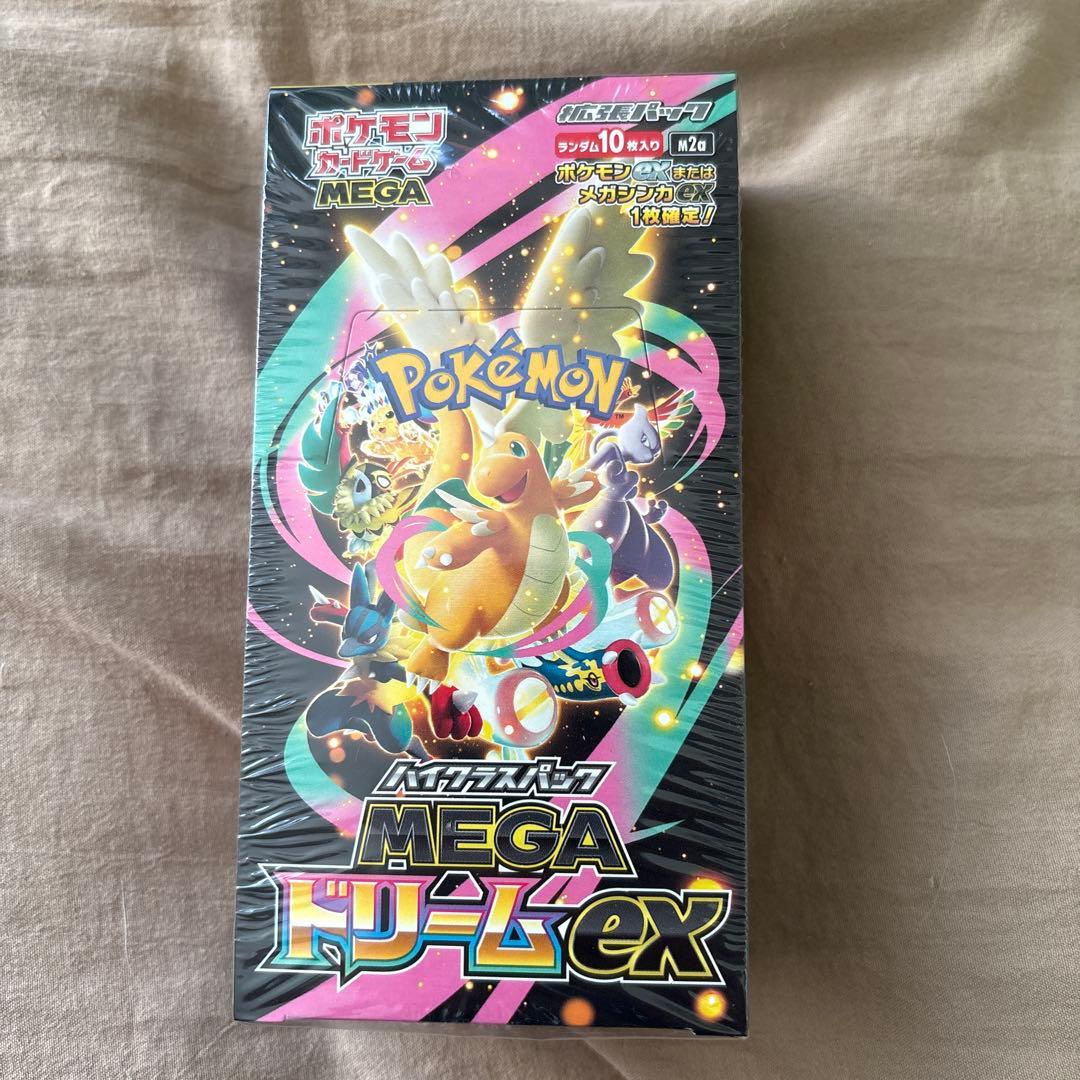 ポケモン
カードゲーム
MEGA
拡張パック
ランダム10枚入り M2a
ポケモンexまたは
メガシンカex
1枚確定!
Pokémon
TM
ハイクラスパック
MEGA
ドリームex